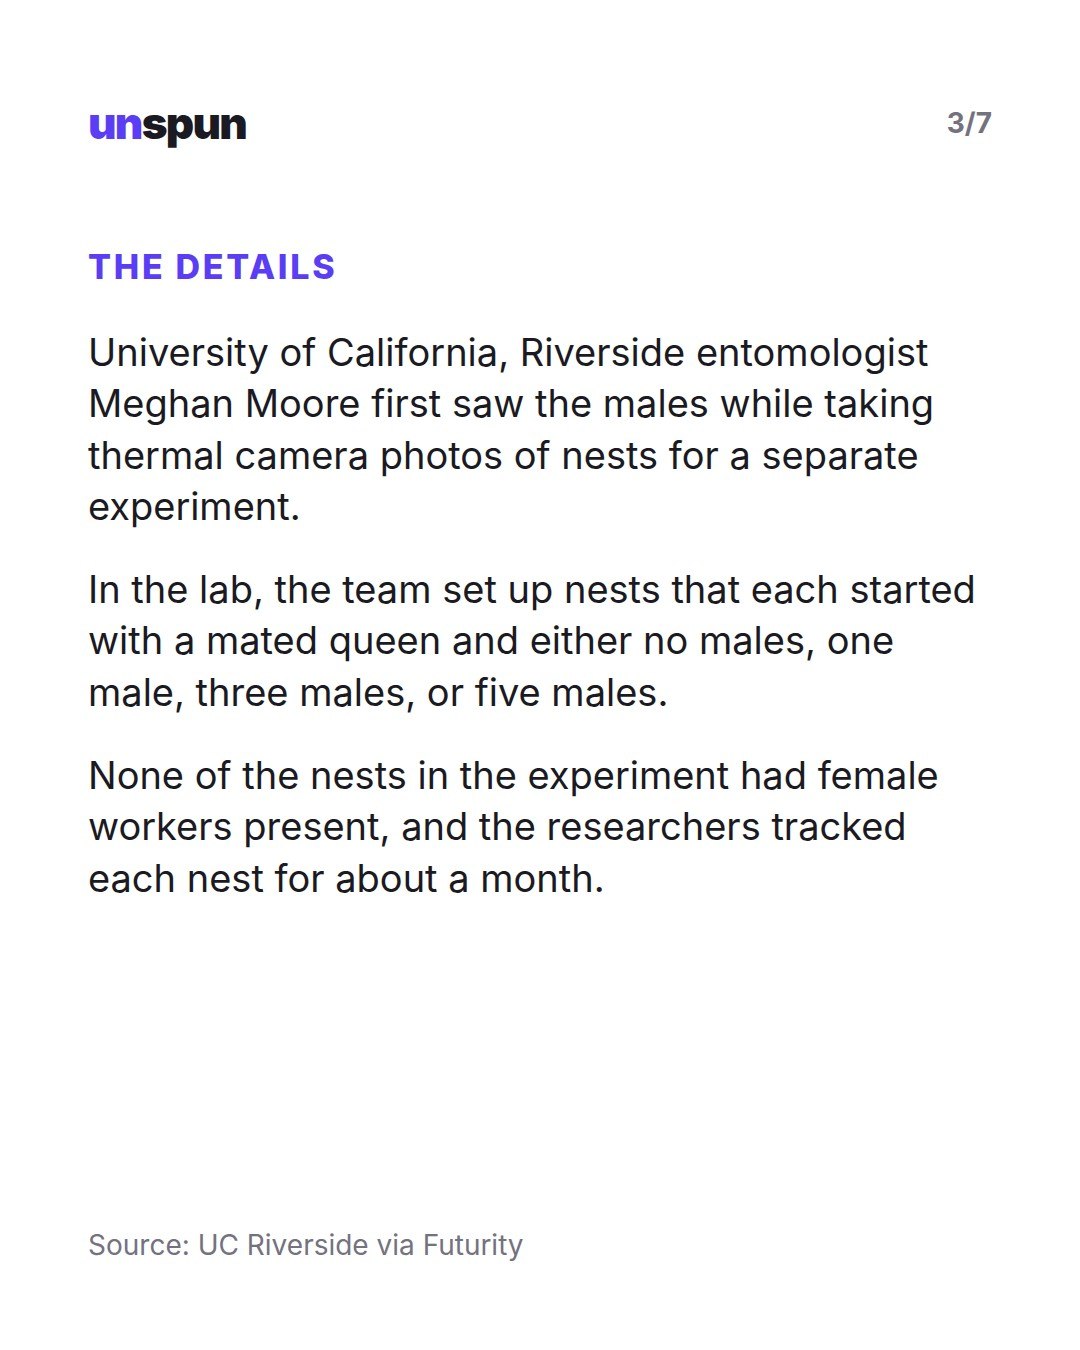 unspun
3/7
THE DETAILS
University of California, Riverside entomologist
Meghan Moore first saw the males while taking
thermal camera photos of nests for a separate
experiment.
In the lab, the team set up nests that each started
with a mated queen and either no males, one
male, three males, or five males.
None of the nests in the experiment had female
workers present, and the researchers tracked
each nest for about a month.
Source: UC Riverside via Futurity